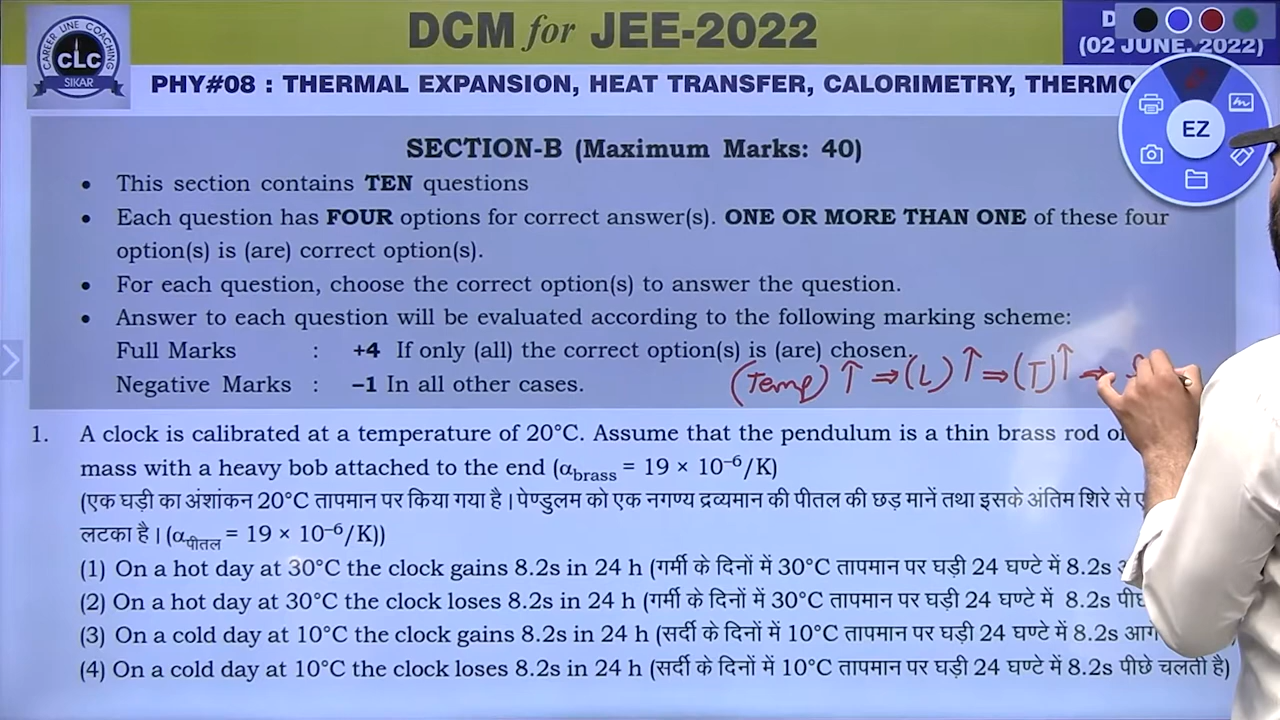 DCM for JEE-2022
(02 JUNE, 2022)
CAREER LINE COACHING
CLC
SIKAR
PHY#08 : THERMAL EXPANSION, HEAT TRANSFER, CALORIMETRY, THERMO
EZ
SECTION-B (Maximum Marks: 40)
• This section contains TEN questions
• Each question has FOUR options for correct answer(s). ONE OR MORE THAN ONE of these four
option(s) is (are) correct option(s).
• For each question, choose the correct option(s) to answer the question.
• Answer to each question will be evaluated according to the following marking scheme:
Full Marks : +4 If only (all) the correct option(s) is (are) chosen.
Negative Marks : –1 In all other cases.
(Temp) ↑ ⇒ (L) ↑ ⇒ (T) ↑ ⇒
1. A clock is calibrated at a temperature of 20°C. Assume that the pendulum is a thin brass rod of
mass with a heavy bob attached to the end (αbrass = 19 × 10⁻⁶/K)
(एक घड़ी का अंशांकन 20°C तापमान पर किया गया है। पेण्डुलम को एक नगण्य द्रव्यमान की पीतल की छड़ मानें तथा इसके अंतिम शिरे से
लटका है। (αपीतल = 19 × 10⁻⁶/K))
(1) On a hot day at 30°C the clock gains 8.2s in 24 h (गर्मी के दिनों में 30°C तापमान पर घड़ी 24 घण्टे में 8.2s
(2) On a hot day at 30°C the clock loses 8.2s in 24 h (गर्मी के दिनों में 30°C तापमान पर घड़ी 24 घण्टे में 8.2s
(3) On a cold day at 10°C the clock gains 8.2s in 24 h (सर्दी के दिनों में 10°C तापमान पर घड़ी 24 घण्टे में 8.2s
(4) On a cold day at 10°C the clock loses 8.2s in 24 h (सर्दी के दिनों में 10°C तापमान पर घड़ी 24 घण्टे में 8.2s पीछे चलती है)